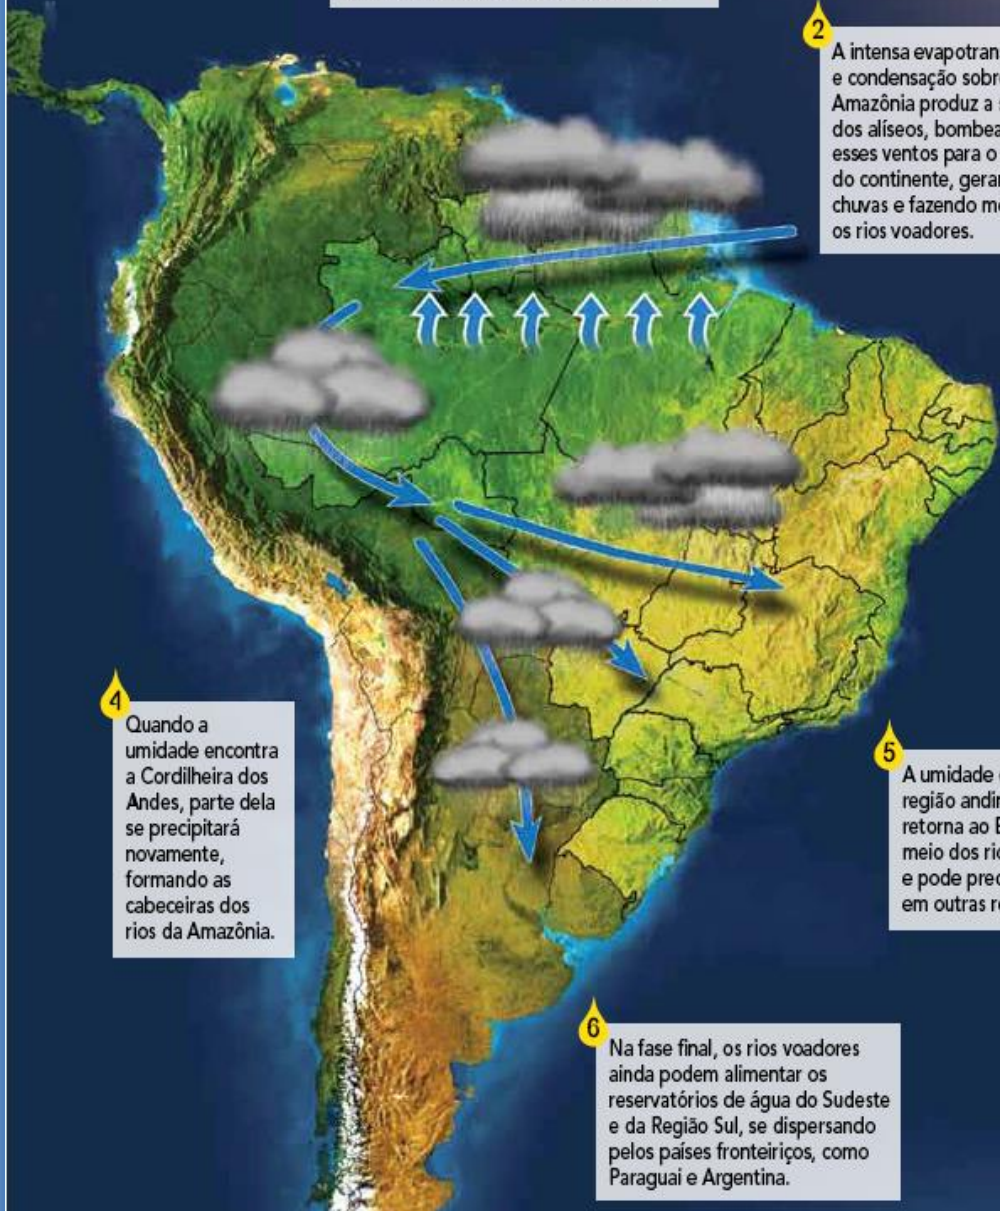 2
A intensa evapotran
e condensação sobre
Amazônia produz a s
dos alíseos, bombea
esses ventos para o
do continente, gerar
chuvas e fazendo me
os rios voadores.
4
Quando a
umidade encontra
a Cordilheira dos
Andes, parte dela
se precipitará
novamente,
formando as
cabeceiras dos
rios da Amazônia.
5
A umidade
região andin
retorna ao
meio dos rio
e pode prec
em outras re
6
Na fase final, os rios voadores
ainda podem alimentar os
reservatórios de água do Sudeste
e da Região Sul, se dispersando
pelos países fronteiriços, como
Paraguai e Argentina.